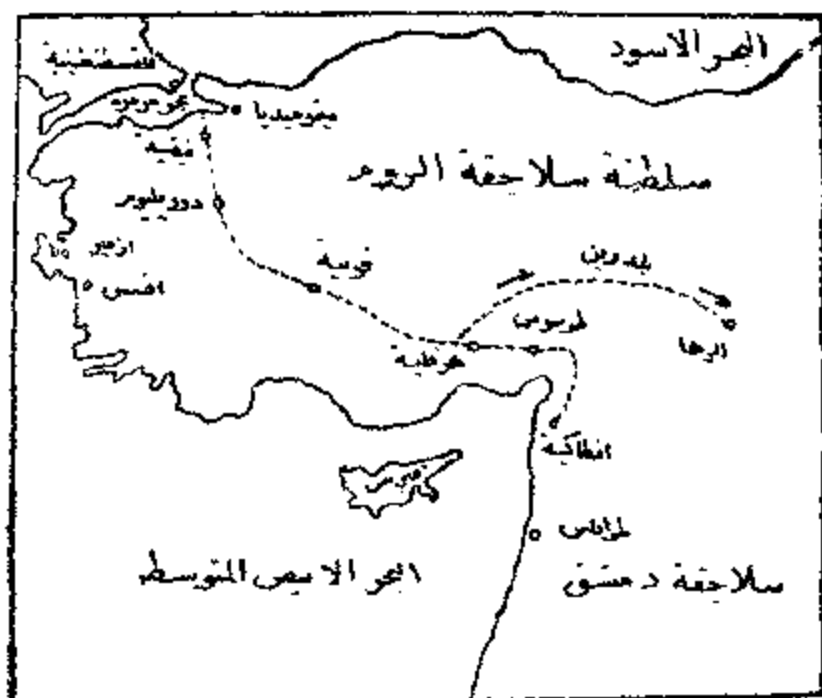 البحر الاسود
القسطنطينية
بحر مرمره
نيقوميديا
نيقية
سلطنة سلاجقة الروم
دوريليوم
ازمير
افسس
قونية
بلدوين
طرسوس
هرقلية
الرها
انطاكية
قبرص
طرابلس
البحر الابيض المتوسط
سلاجقة دمشق